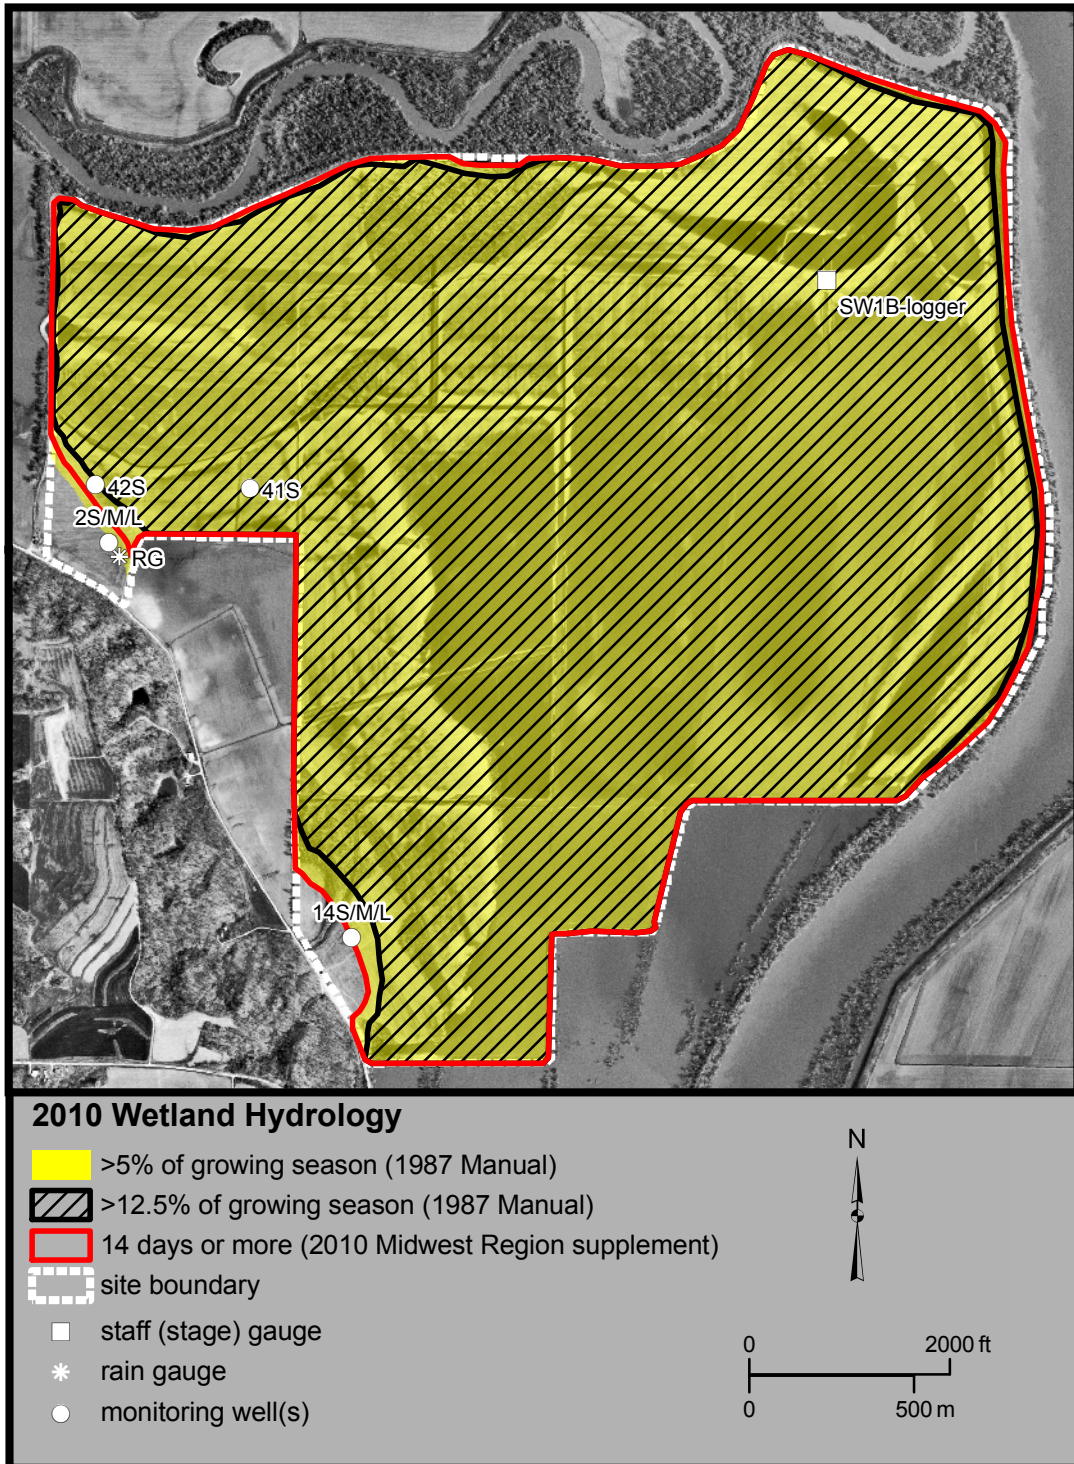 SW1B-logger
42S
41S
2S/M/L
RG
14S/M/L
2010 Wetland Hydrology
>5% of growing season (1987 Manual)
>12.5% of growing season (1987 Manual)
14 days or more (2010 Midwest Region supplement)
site boundary
staff (stage) gauge
rain gauge
monitoring well(s)
N
0 2000 ft
0 500 m